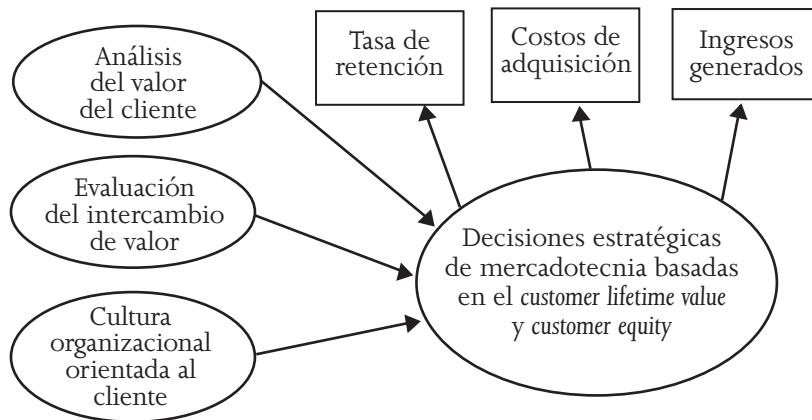 Análisis
del valor
del cliente
Tasa de
retención
Costos de
adquisición
Ingresos
generados
Evaluación
del intercambio
de valor
Cultura
organizacional
orientada al
cliente
Decisiones estratégicas
de mercadotecnia basadas
en el customer lifetime value
y customer equity